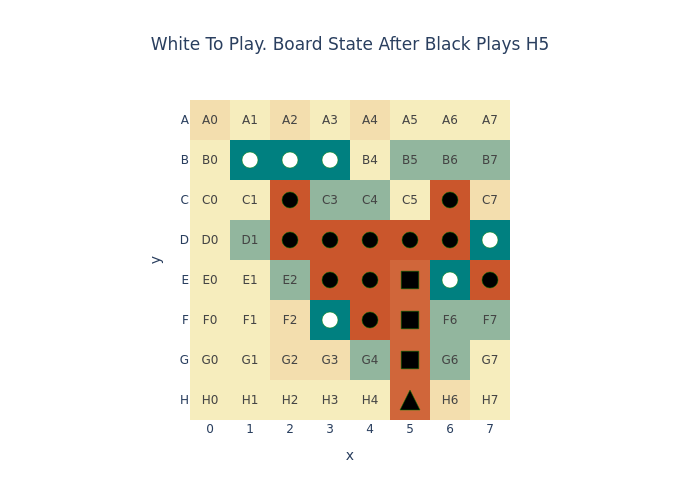 White To Play. Board State After Black Plays H5
A A0 A1 A2 A3 A4 A5 A6 A7
B B0 B4 B5 B6 B7
C C0 C1 C3 C4 C5 C7
y
D D0 D1
E E0 E1 E2
F F0 F1 F2 F6 F7
G G0 G1 G2 G3 G4 G6 G7
H H0 H1 H2 H3 H4 H6 H7
0 1 2 3 4 5 6 7
x